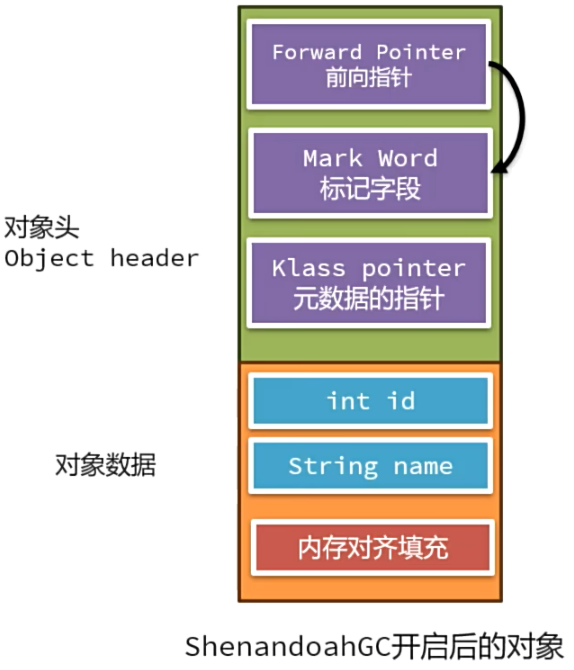 Forward Pointer
前向指针
Mark Word
标记字段
对象头
Object header
Klass pointer
元数据的指针
int id
对象数据
String name
内存对齐填充
ShenandoahGC开启后的对象